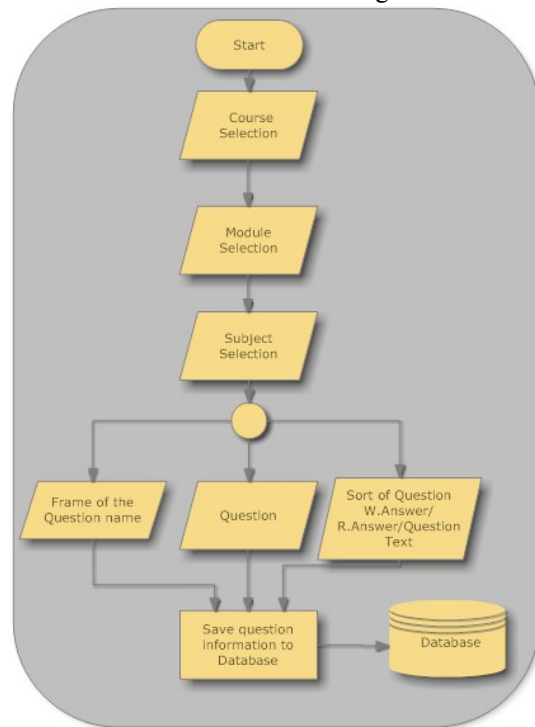 Start
Course
Selection
Module
Selection
Subject
Selection
Frame of the
Question name
Question
Sort of Question
W.Answer/
R.Answer/Question
Text
Save question
information to
Database
Database